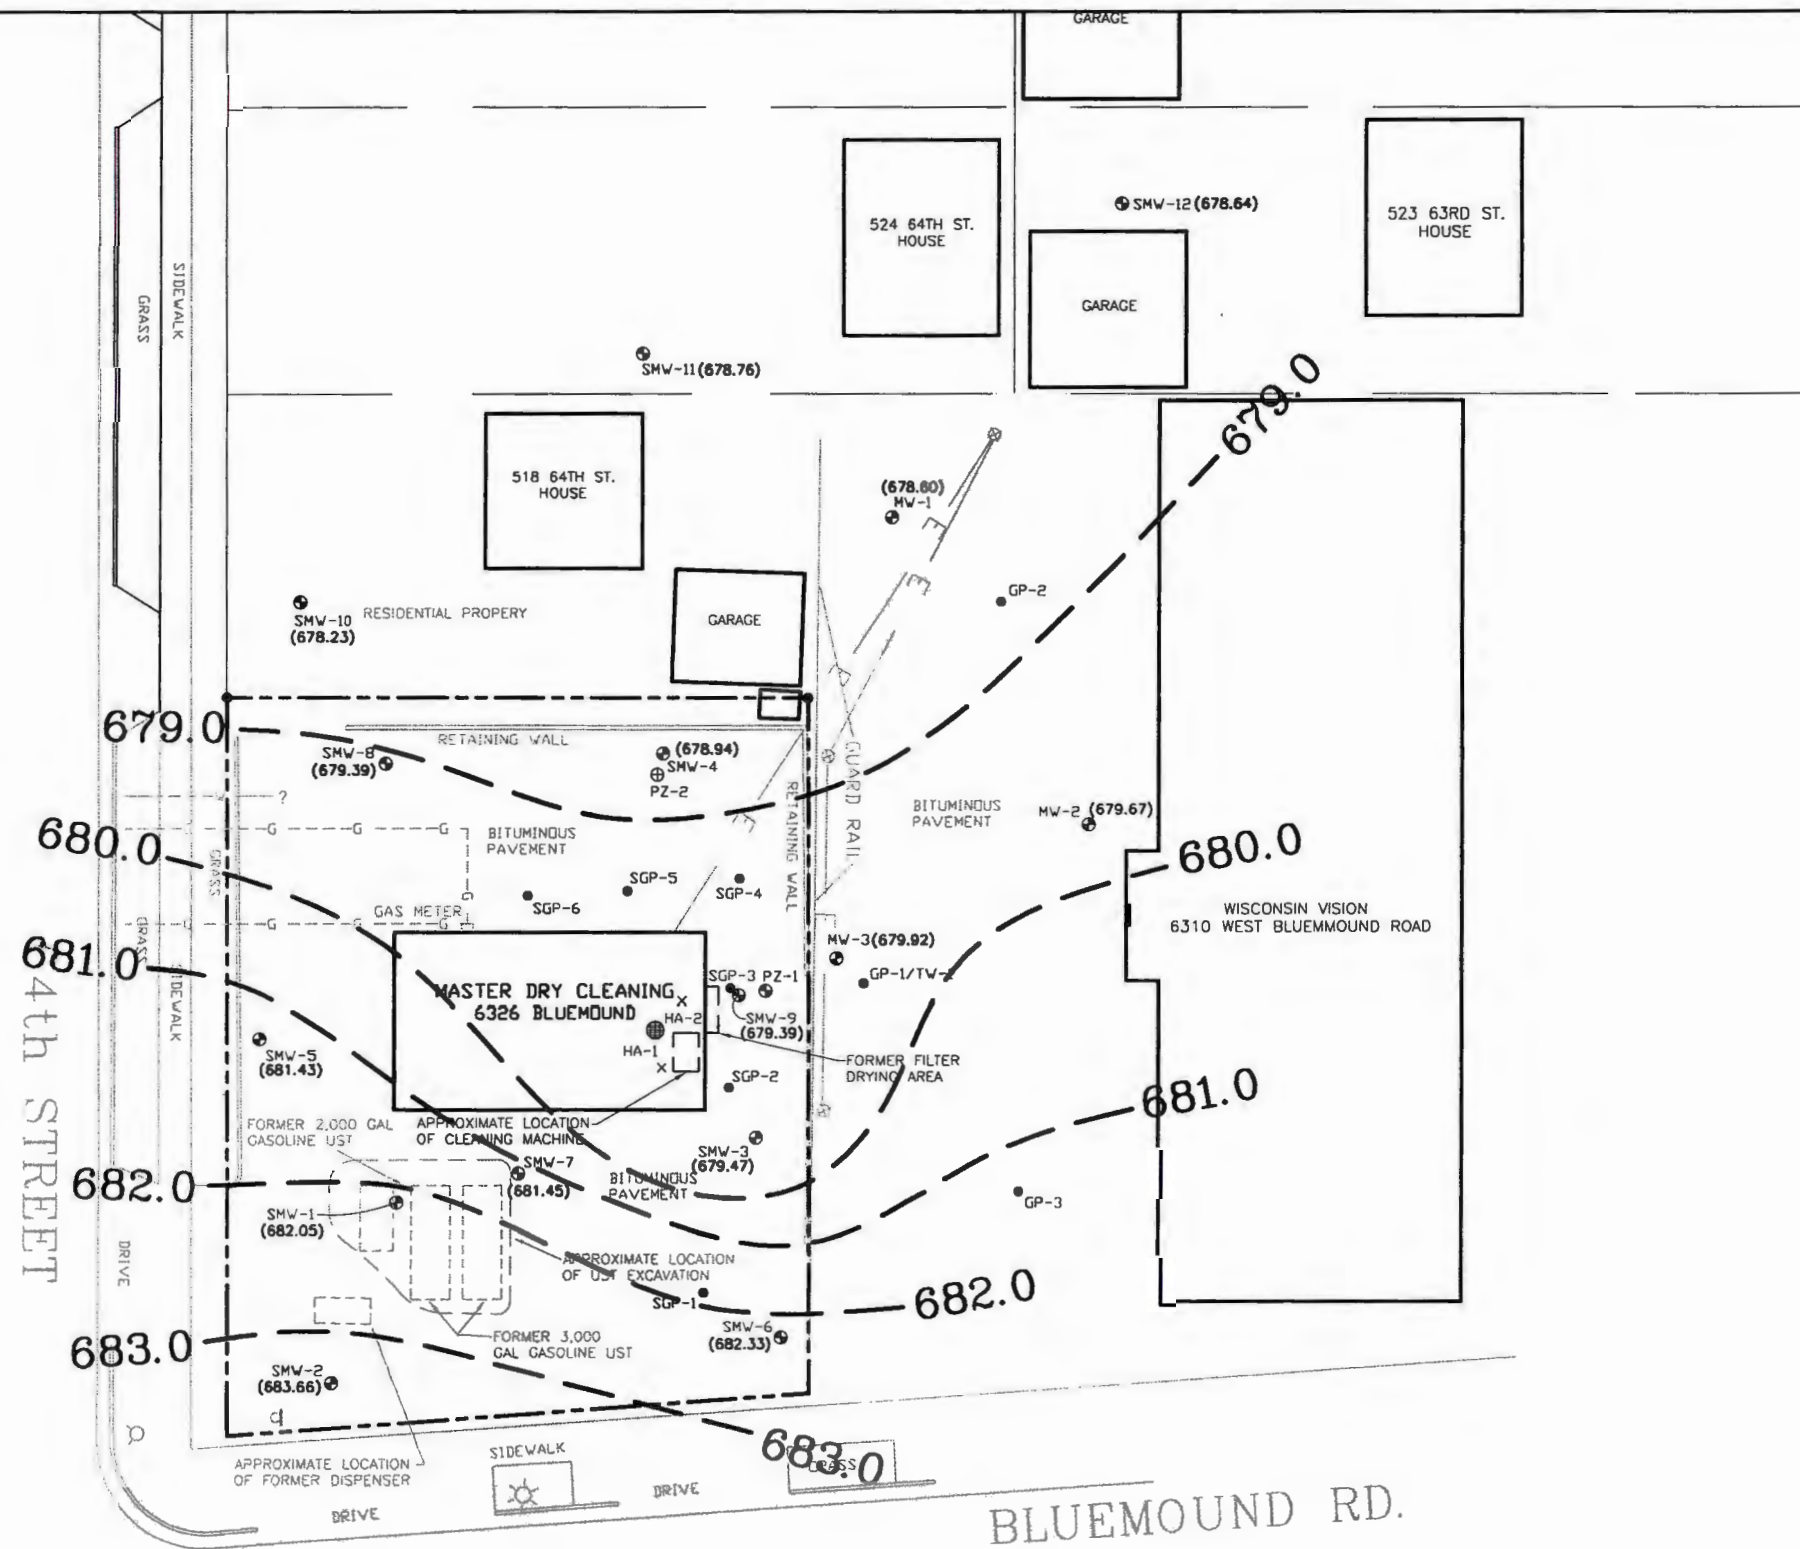 GARAGE
524 64TH ST.
HOUSE
SMW-12(678.64)
523 63RD ST.
HOUSE
SIDEWALK
GRASS
GARAGE
SMW-11(678.76)
679.0
518 64TH ST.
HOUSE
(678.60)
MW-1
E
E
E
GP-2
SMW-10
(678.23)
RESIDENTIAL PROPERY
GARAGE
679.0
RETAINING WALL
SMW-8
(679.39)
(678.94)
SMW-4
PZ-2
GUARD RAIL
RETAINING WALL
E
?
BITUMINOUS
PAVEMENT
MW-2 (679.67)
680.0
G
G
G
BITUMINOUS
PAVEMENT
680.0
GRASS
SGP-5
SGP-4
SGP-6
G
GAS METER
G
G
G
GRASS
WISCONSIN VISION
6310 WEST BLUEMMOUND ROAD
681.0
SIDEWALK
MW-3(679.92)
GP-1/TW-
SGP-3 PZ-1
MASTER DRY CLEANING
6326 BLUEMOUND
HA-2
SMW-9
(679.39)
HA-1
SMW-5
(681.43)
FORMER FILTER
DRYING AREA
SGP-2
681.0
4th STREET
FORMER 2,000 GAL
GASOLINE UST
APPROXIMATE LOCATION
OF CLEANING MACHINE
SMW-3
(679.47)
SMW-7
(681.45)
BITUMINOUS
PAVEMENT
682.0
GP-3
SMW-1
(682.05)
DRIVE
APPROXIMATE LOCATION
OF UST EXCAVATION
SGP-1
682.0
SMW-6
(682.33)
683.0
FORMER 3,000
GAL GASOLINE UST
SMW-2
(683.66)
683.0
GRASS
APPROXIMATE LOCATION
OF FORMER DISPENSER
SIDEWALK
DRIVE
DRIVE
BLUEMOUND RD.